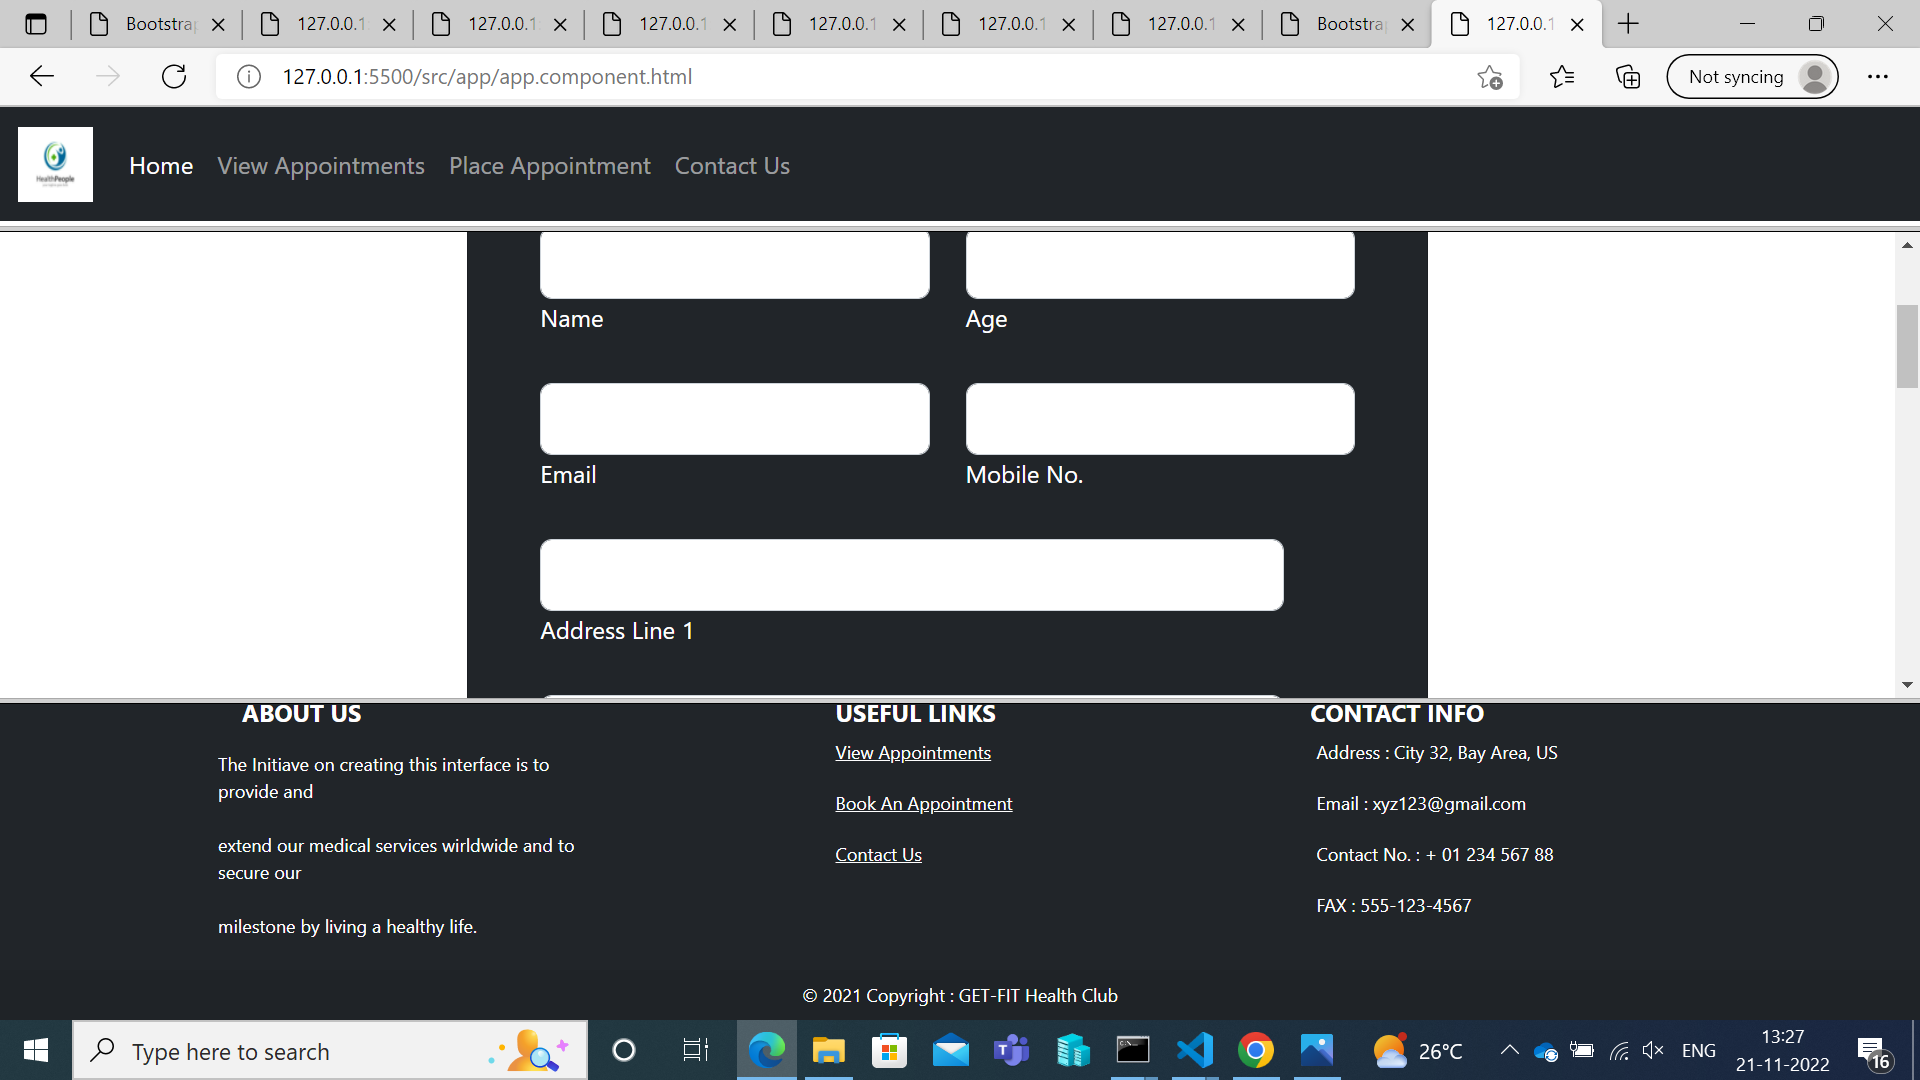 Bootstrap
127.0.0.1
127.0.0.1
127.0.0.1
127.0.0.1
127.0.0.1
127.0.0.1
Bootstrap
127.0.0.1
127.0.0.1:5500/src/app/app.component.html
Not syncing
HealthPeople
Home View Appointments Place Appointment Contact Us
Name Age
Email Mobile No.
Address Line 1
ABOUT US
The Initiave on creating this interface is to
provide and
extend our medical services wirldwide and to
secure our
milestone by living a healthy life.
USEFUL LINKS
View Appointments
Book An Appointment
Contact Us
CONTACT INFO
Address : City 32, Bay Area, US
Email : xyz123@gmail.com
Contact No. : + 01 234 567 88
FAX : 555-123-4567
© 2021 Copyright : GET-FIT Health Club
Type here to search
26°C
ENG
13:27
21-11-2022
16